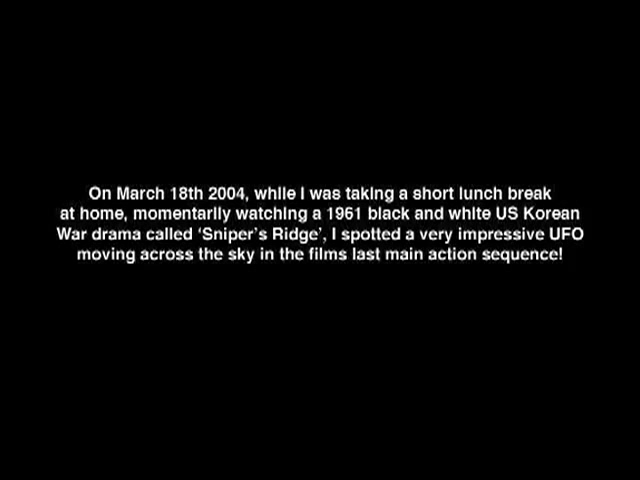 On March 18th 2004, while I was taking a short lunch break
at home, momentarily watching a 1961 black and white US Korean
War drama called ‘Sniper’s Ridge’, I spotted a very impressive UFO
moving across the sky in the films last main action sequence!